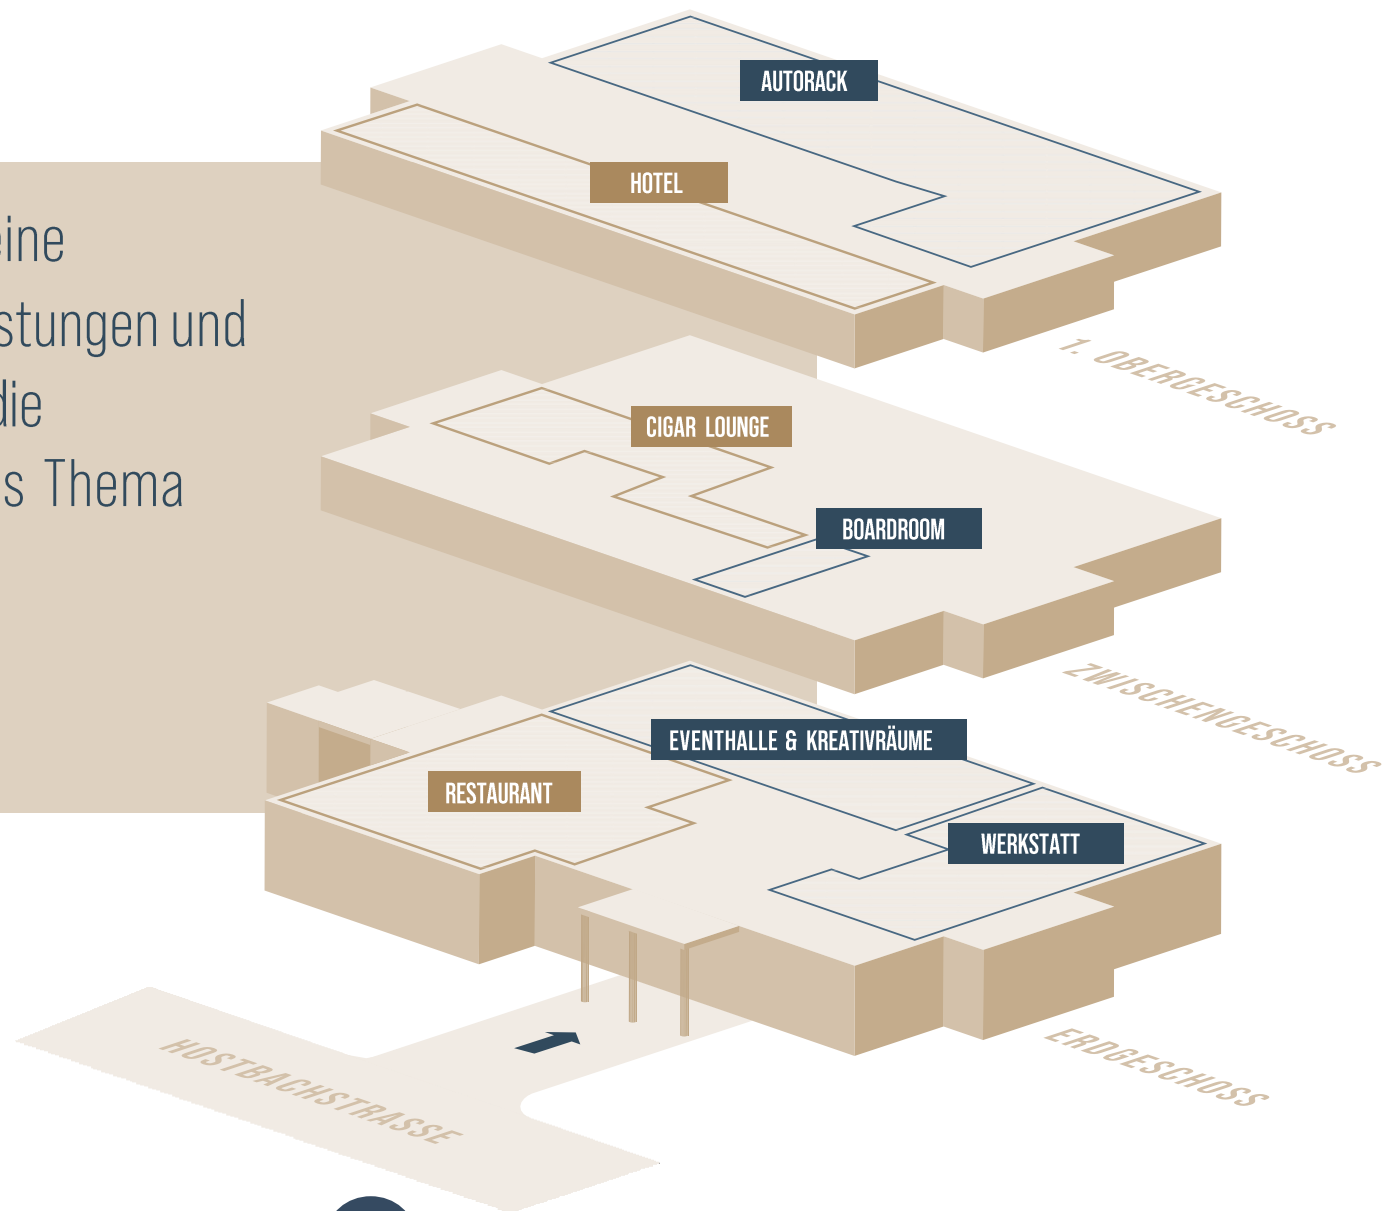 AUTORACK
HOTEL
eine
stungen und
die
s Thema
1. OBERGESCHOSS
CIGAR LOUNGE
BOARDROOM
ZWISCHENGESCHOSS
EVENTHALLE & KREATIVRÄUME
RESTAURANT
WERKSTATT
ERDGESCHOSS
HOSTBACHSTRASSE